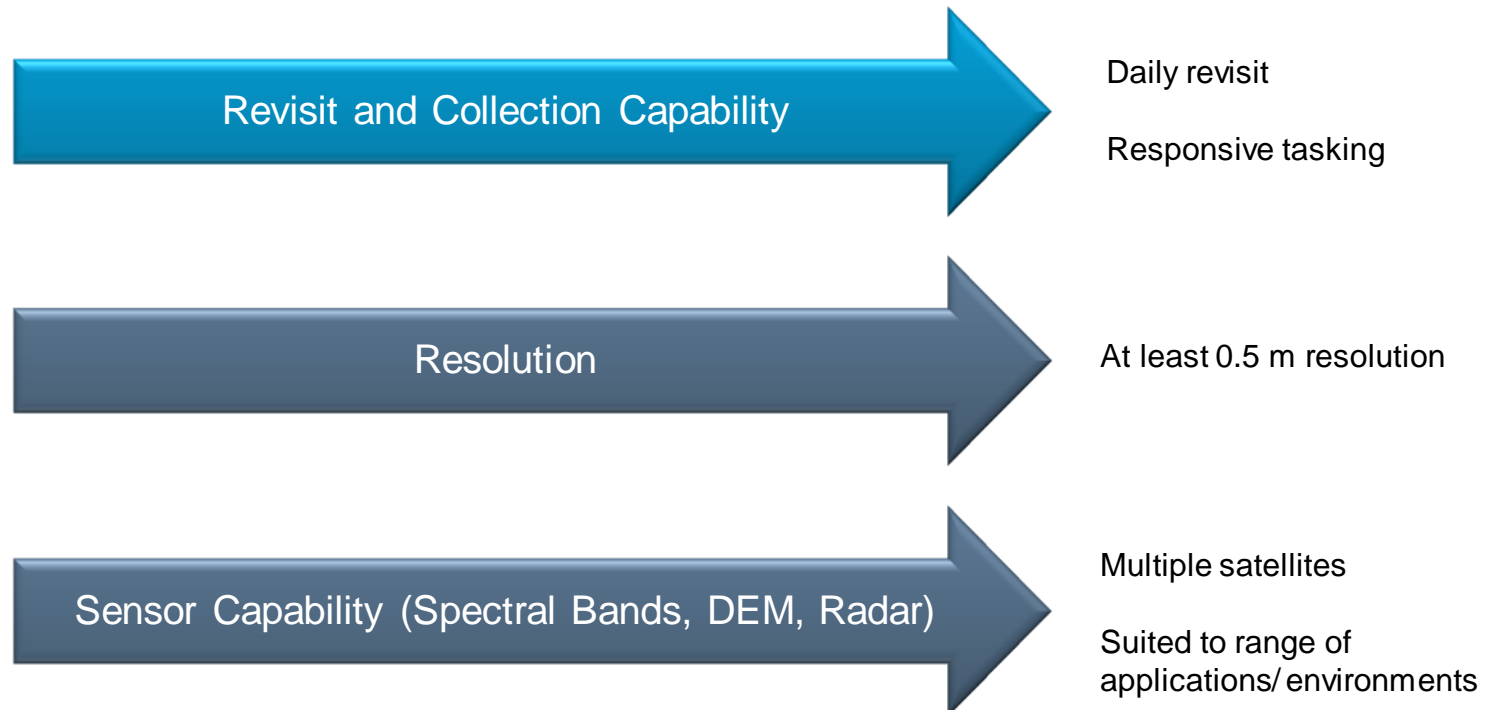 Revisit and Collection Capability
Daily revisit
Responsive tasking
Resolution
At least 0.5 m resolution
Sensor Capability (Spectral Bands, DEM, Radar)
Multiple satellites
Suited to range of
applications/ environments